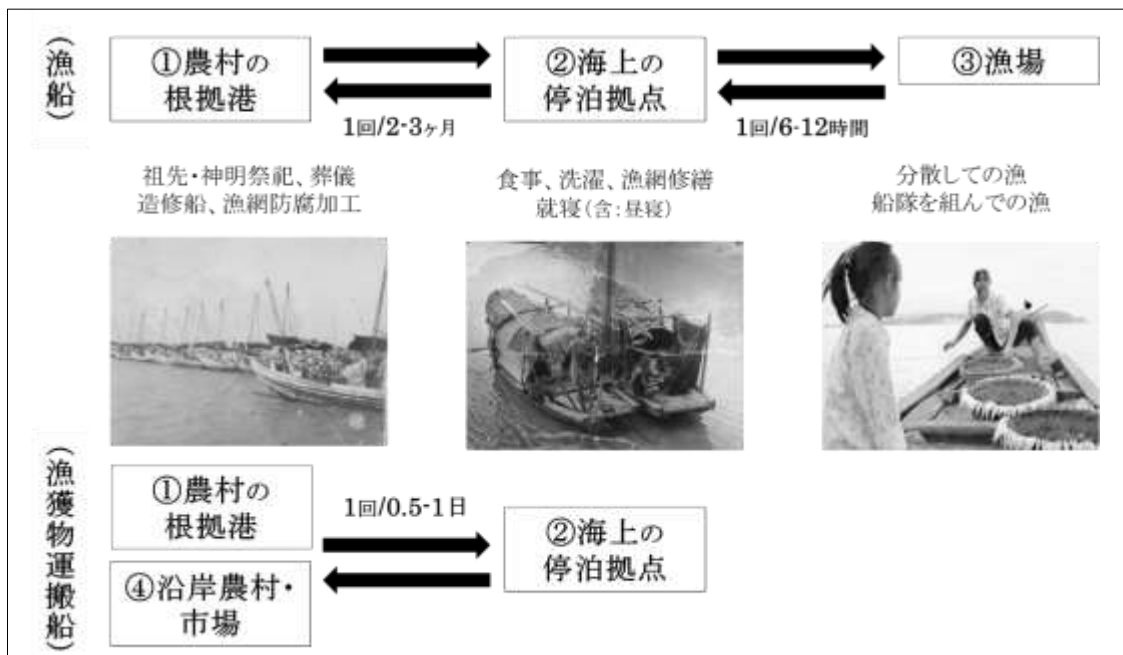 （漁船）
①農村の
根拠港
②海上の
停泊拠点
③漁場
1回/2-3ヶ月
1回/6-12時間
祖先・神明祭祀、葬儀
造修船、漁網防腐加工
食事、洗濯、漁網修繕
就寝（含：昼寝）
分散しての漁
船隊を組んでの漁
（漁獲物運搬船）
①農村の
根拠港
1回/0.5-1日
②海上の
停泊拠点
④沿岸農村・
市場